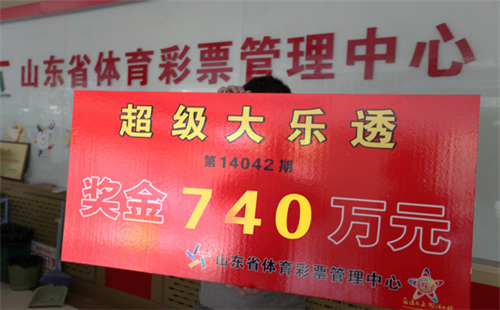 山东省体育彩票管理中心
超级大乐透
第14042期
奖金740万元
山东省体育彩票管理中心